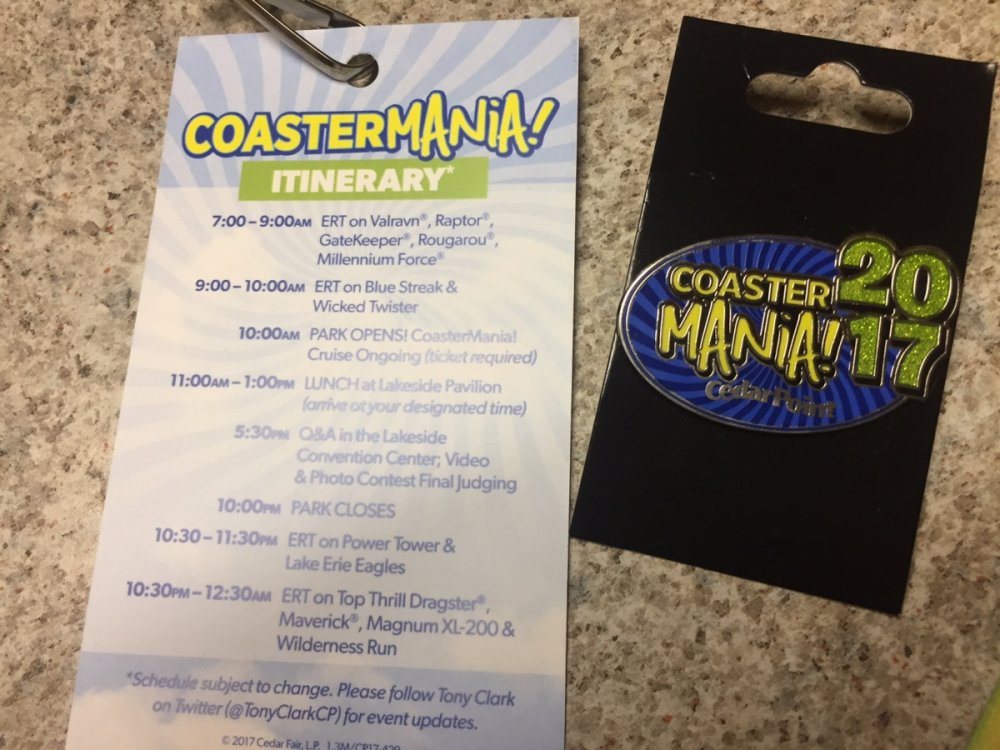 COASTERMANiA!
ITINERARY*
7:00 – 9:00AM ERT on Valravn®, Raptor®,
GateKeeper®, Rougarou®,
Millennium Force®
9:00 – 10:00AM ERT on Blue Streak &
Wicked Twister
10:00AM PARK OPENS! CoasterMania!
Cruise Ongoing (ticket required)
11:00AM – 1:00PM LUNCH at Lakeside Pavilion
(arrive at your designated time)
5:30PM Q&A in the Lakeside
Convention Center; Video
& Photo Contest Final Judging
10:00PM PARK CLOSES
10:30 – 11:30PM ERT on Power Tower &
Lake Erie Eagles
10:30PM – 12:30AM ERT on Top Thrill Dragster®,
Maverick®, Magnum XL-200 &
Wilderness Run
*Schedule subject to change. Please follow Tony Clark
on Twitter (@TonyClarkCP) for event updates.
© 2017 Cedar Fair, L.P. 1.3M/CP17-429
COASTER
MANiA!
20
17
Cedar Point